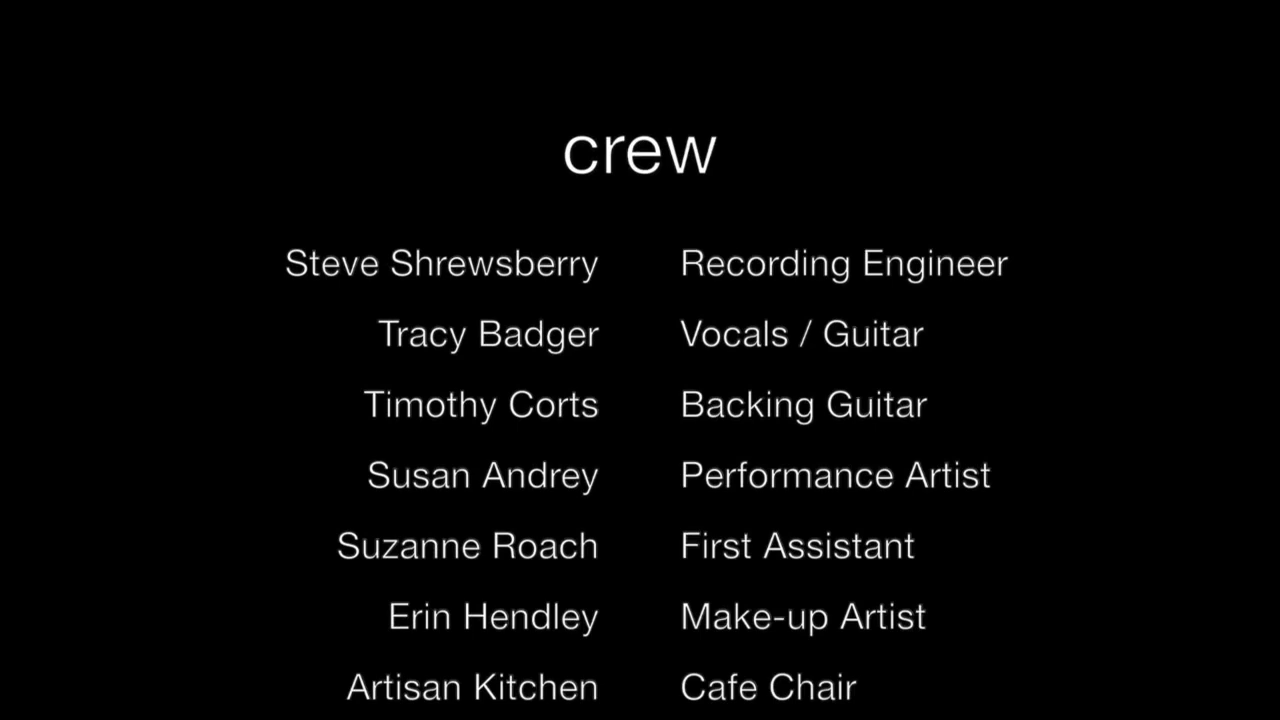 crew
Steve Shrewsberry Recording Engineer
Tracy Badger Vocals / Guitar
Timothy Corts Backing Guitar
Susan Andrey Performance Artist
Suzanne Roach First Assistant
Erin Hendley Make-up Artist
Artisan Kitchen Cafe Chair